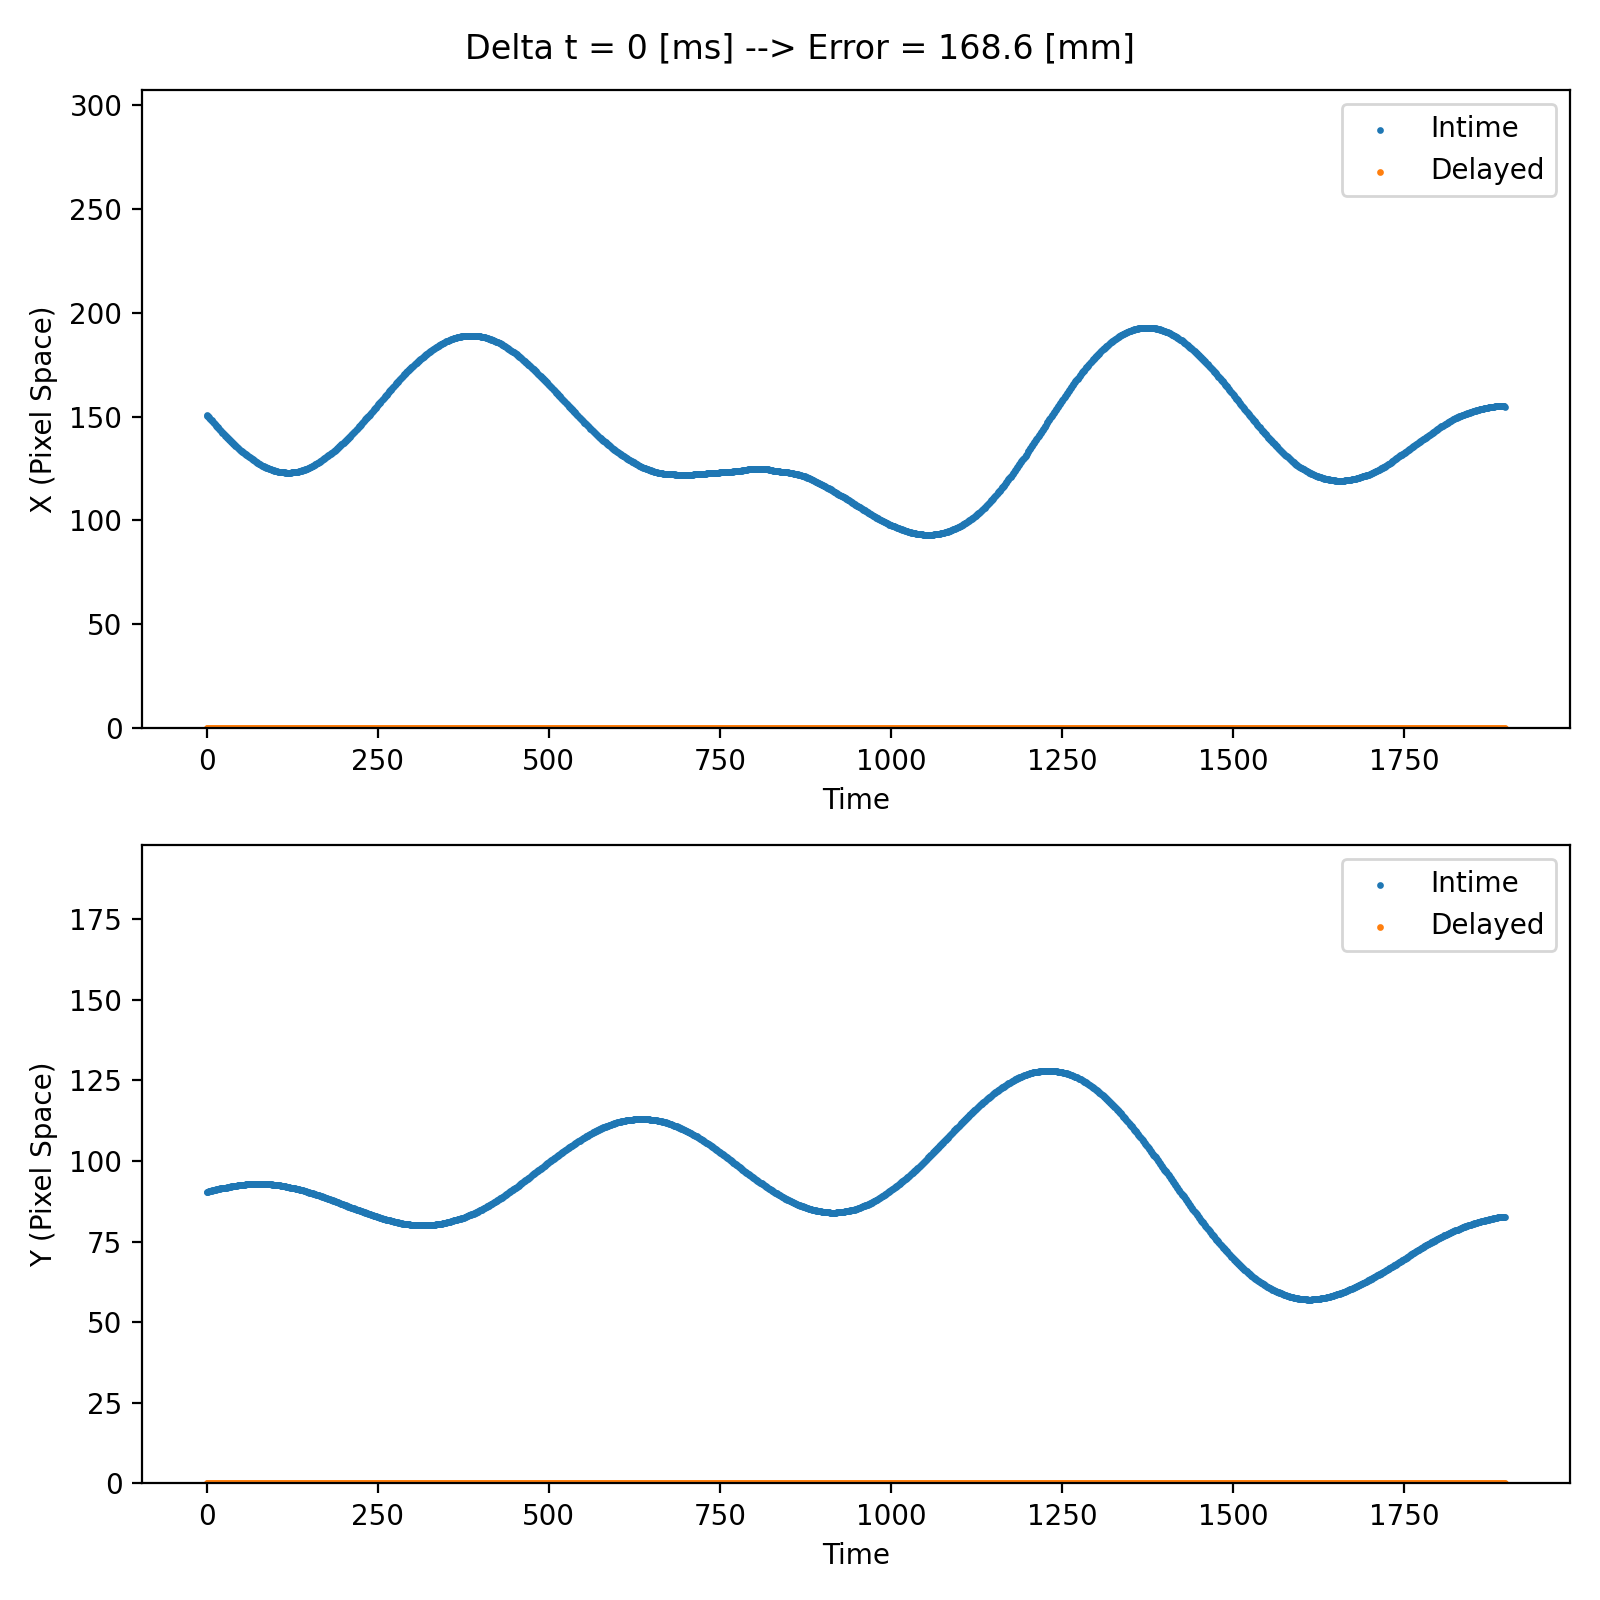 Delta t = 0 [ms] --> Error = 168.6 [mm]
300
250
200
150
100
50
0
X (Pixel Space)
Intime
Delayed
0 250 500 750 1000 1250 1500 1750
Time
175
150
125
100
75
50
25
0
Y (Pixel Space)
Intime
Delayed
0 250 500 750 1000 1250 1500 1750
Time